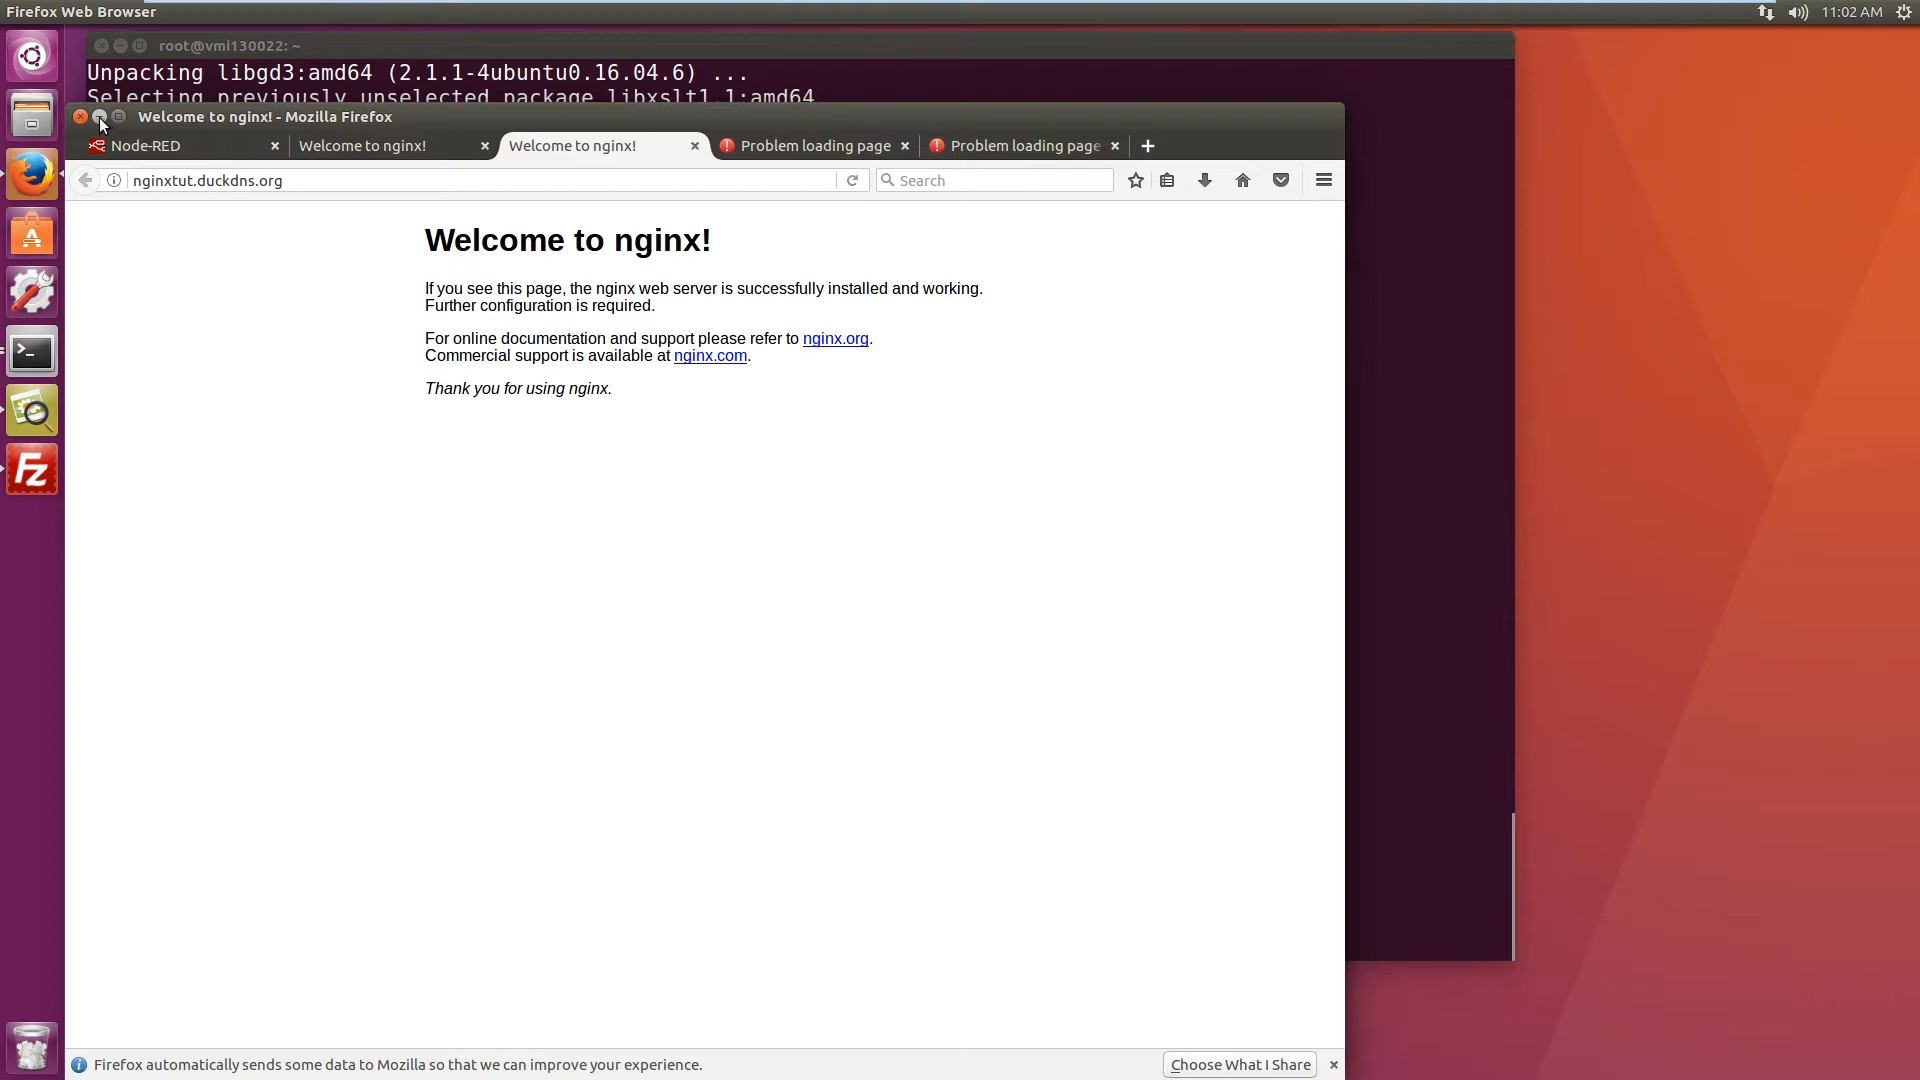 Firefox Web Browser
11:02 AM
root@vmi130022: ~
Unpacking libgd3:amd64 (2.1.1-4ubuntu0.16.04.6) ...
Selecting previously unselected package libxslt1.1:amd64.
Welcome to nginx! - Mozilla Firefox
Node-RED
Welcome to nginx!
Welcome to nginx!
Problem loading page
Problem loading page
nginxtut.duckdns.org
Search
Welcome to nginx!
If you see this page, the nginx web server is successfully installed and working.
Further configuration is required.
For online documentation and support please refer to nginx.org.
Commercial support is available at nginx.com.
Thank you for using nginx.
Fz
Firefox automatically sends some data to Mozilla so that we can improve your experience.
Choose What I Share